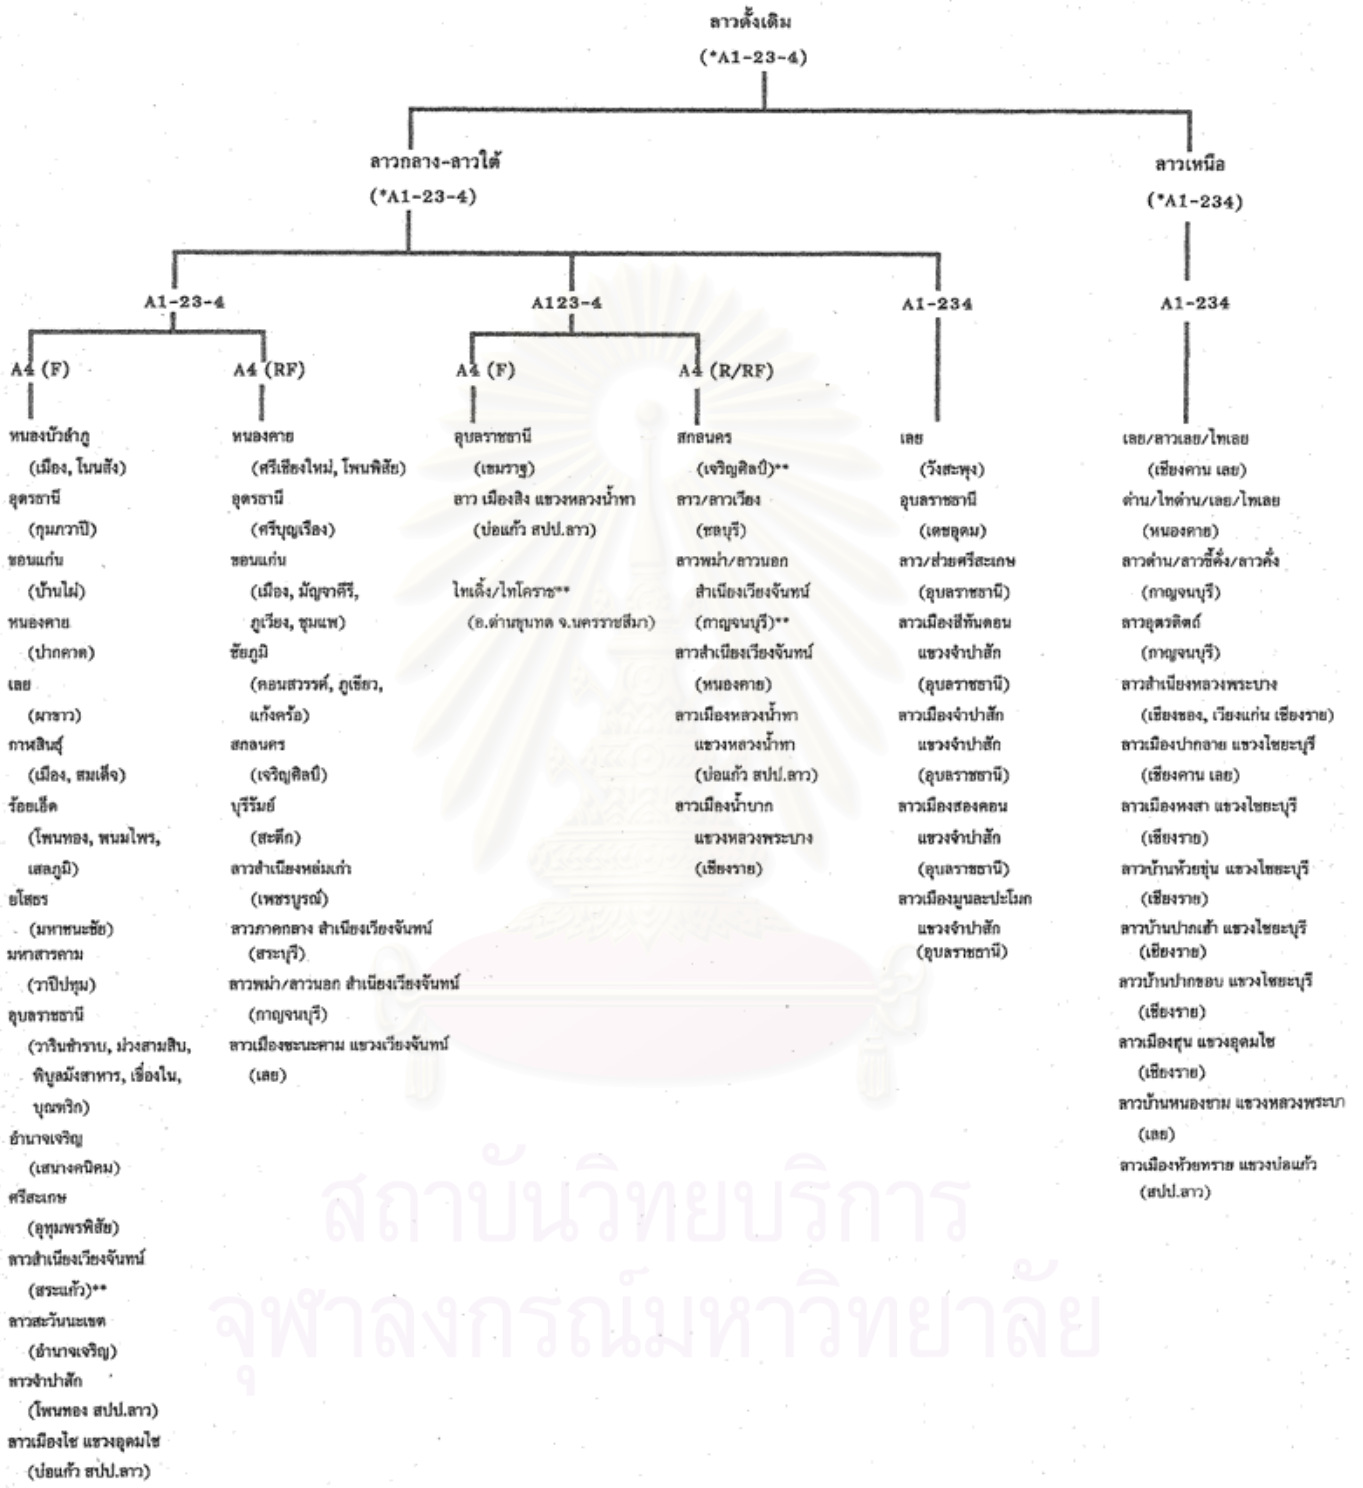 ลาวดั้งเดิม
(*A1-23-4)
ลาวกลาง-ลาวใต้
(*A1-23-4)
ลาวเหนือ
(*A1-234)
A1-23-4
A123-4
A1-234
A1-234
A4 (F)
A4 (RF)
A4 (F)
A4 (R/RF)
หนองบัวลำภู
(เมือง, โนนสัง)
อุดรธานี
(กุมภวาปี)
ขอนแก่น
(บ้านไผ่)
หนองคาย
(ปากคาด)
เลย
(ผาขาว)
กาฬสินธุ์
(เมือง, สมเด็จ)
ร้อยเอ็ด
(โพนทอง, พนมไพร,
เสลภูมิ)
ยโสธร
(มหาชนะชัย)
มหาสารคาม
(วาปีปทุม)
อุบลราชธานี
(วารินชำราบ, ม่วงสามสิบ,
พิบูลมังสาหาร, เขื่องใน,
บุณฑริก)
อำนาจเจริญ
(เสนางคนิคม)
ศรีสะเกษ
(อุทุมพรพิสัย)
ลาวสำเนียงเวียงจันทน์
(สระแก้ว)**
ลาวสะวันนะเขต
(อำนาจเจริญ)
ลาวจำปาสัก
(โพนทอง สปป.ลาว)
ลาวเมืองไซ แขวงอุดมไซ
(บ่อแก้ว สปป.ลาว)
หนองคาย
(ศรีเชียงใหม่, โพนพิสัย)
อุดรธานี
(ศรีบุญเรือง)
ขอนแก่น
(เมือง, มัญจาคีรี,
ภูเวียง, ชุมแพ)
ชัยภูมิ
(คอนสวรรค์, ภูเขียว,
แก้งคร้อ)
สกลนคร
(เจริญศิลป์)
บุรีรัมย์
(สะตึก)
ลาวสำเนียงหล่มเก่า
(เพชรบูรณ์)
ลาวภาคกลาง สำเนียงเวียงจันทน์
(สระบุรี)
ลาวพม่า/ลาวนอก สำเนียงเวียงจันทน์
(กาญจนบุรี)
ลาวเมืองชะนะคาม แขวงเวียงจันทน์
(เลย)
อุบลราชธานี
(เขมราฐ)
ลาว เมืองสิง แขวงหลวงน้ำทา
(บ่อแก้ว สปป.ลาว)
ไทเดิ้ง/ไทโคราช**
(อ.ด่านขุนทด จ.นครราชสีมา)
สกลนคร
(เจริญศิลป์)**
ลาว/ลาวเวียง
(ชลบุรี)
ลาวพม่า/ลาวนอก
สำเนียงเวียงจันทน์
(กาญจนบุรี)**
ลาวสำเนียงเวียงจันทน์
(หนองคาย)
ลาวเมืองหลวงน้ำทา
แขวงหลวงน้ำทา
(บ่อแก้ว สปป.ลาว)
ลาวเมืองน้ำบาก
แขวงหลวงพระบาง
(เชียงราย)
เลย
(วังสะพุง)
อุบลราชธานี
(เดชอุดม)
ลาว/ส่วยศรีสะเกษ
(อุบลราชธานี)
ลาวเมืองสีทันดอน
แขวงจำปาสัก
(อุบลราชธานี)
ลาวเมืองจำปาสัก
แขวงจำปาสัก
(อุบลราชธานี)
ลาวเมืองสองคอน
แขวงจำปาสัก
(อุบลราชธานี)
ลาวเมืองมูนละปะโมก
แขวงจำปาสัก
(อุบลราชธานี)
เลย/ลาวเลย/ไทเลย
(เชียงคาน เลย)
ด่าน/ไทด่าน/เลย/ไทเลย
(หนองคาย)
ลาวด่าน/ลาวขี้คั่ง/ลาวคั่ง
(กาญจนบุรี)
ลาวอุตรดิตถ์
(กาญจนบุรี)
ลาวสำเนียงหลวงพระบาง
(เชียงของ, เวียงแก่น เชียงราย)
ลาวเมืองปากลาย แขวงไชยะบุรี
(เชียงคาน เลย)
ลาวเมืองหงสา แขวงไชยะบุรี
(เชียงราย)
ลาวบ้านห้วยขุ่น แขวงไชยะบุรี
(เชียงราย)
ลาวบ้านปากเฮ้า แขวงไชยะบุรี
(เชียงราย)
ลาวบ้านปากขอบ แขวงไชยะบุรี
(เชียงราย)
ลาวเมืองฮุน แขวงอุดมไช
(เชียงราย)
ลาวบ้านหนองขาม แขวงหลวงพระบา
(เลย)
ลาวเมืองห้วยทราย แขวงบ่อแก้ว
(สปป.ลาว)
สถาบันวิทยบริการ
จุฬาลงกรณ์มหาวิทยาลัย